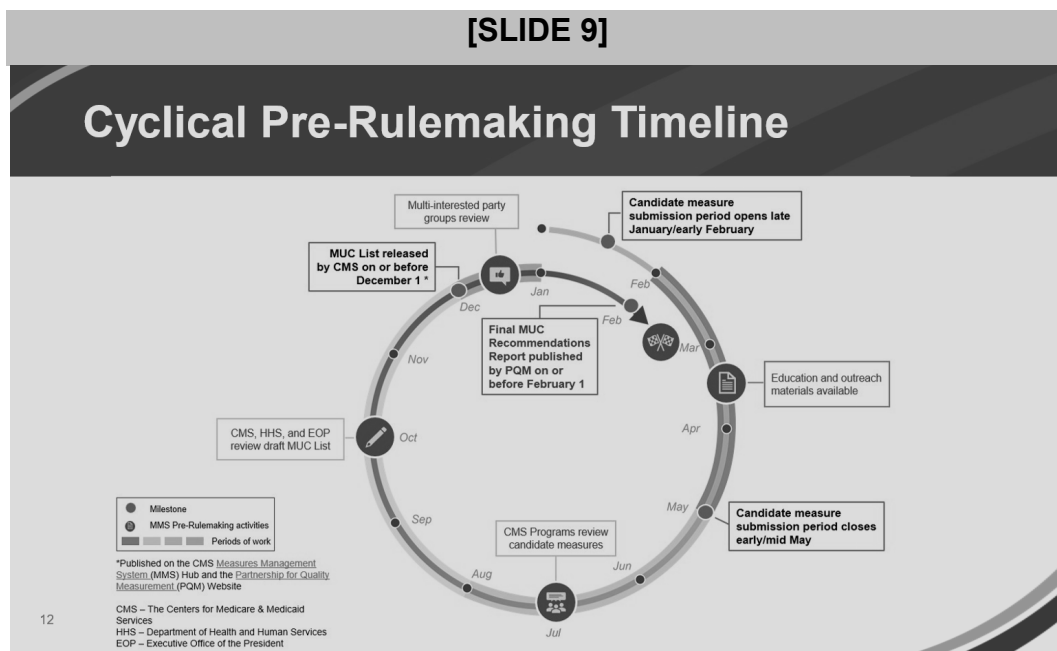 [SLIDE 9]
Cyclical Pre-Rulemaking Timeline
Multi-interested party
groups review
Candidate measure
submission period opens late
January/early February
MUC List released
by CMS on or before
December 1 *
Dec
Jan
Feb
Feb
Final MUC
Recommendations
Report published
by PQM on or
before February 1
Mar
Nov
Education and outreach
materials available
CMS, HHS, and EOP
review draft MUC List
Oct
Apr
May
Candidate measure
submission period closes
early/mid May
Sep
CMS Programs review
candidate measures
Aug
Jun
Jul
Milestone
MMS Pre-Rulemaking activities
Periods of work
*Published on the CMS Measures Management
System (MMS) Hub and the Partnership for Quality
Measurement (PQM) Website
CMS – The Centers for Medicare & Medicaid
Services
HHS – Department of Health and Human Services
EOP – Executive Office of the President
12